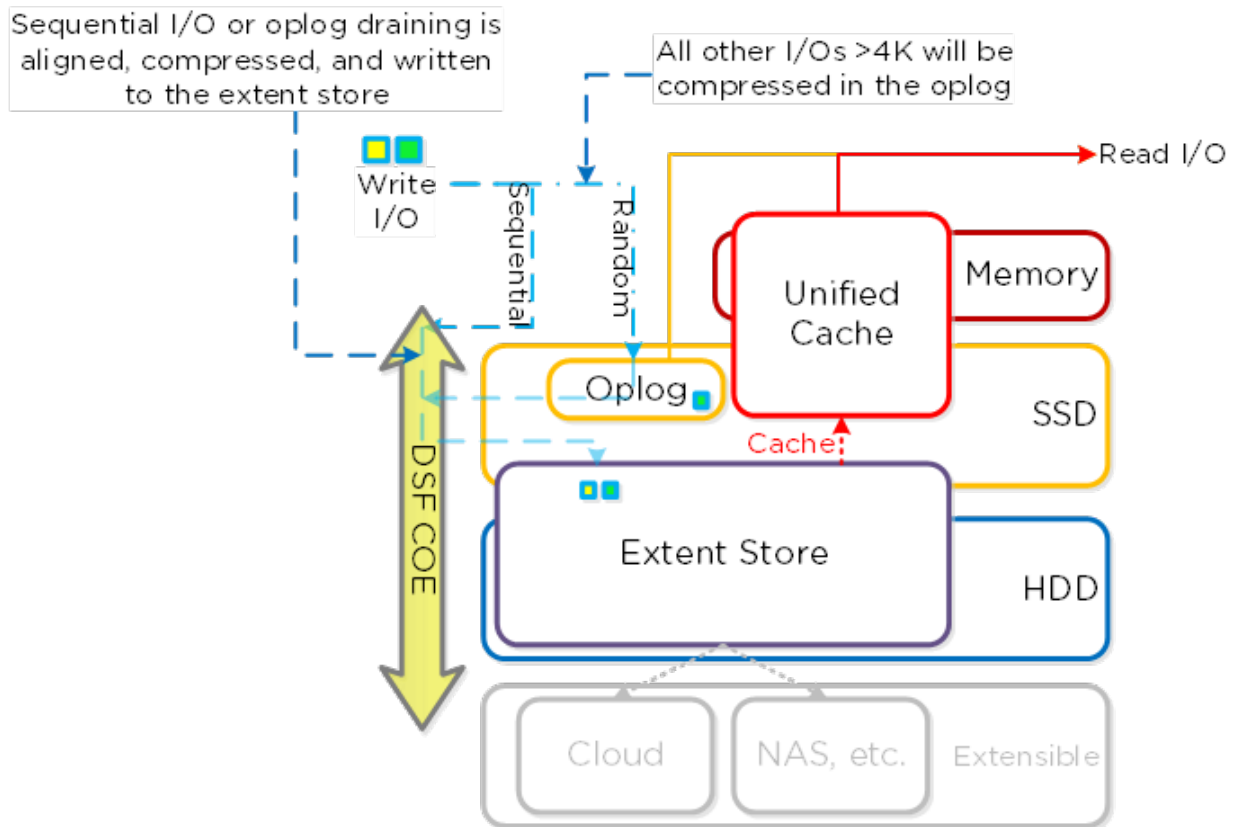 Sequential I/O or oplog draining is
aligned, compressed, and written
to the extent store
All other I/Os >4K will be
compressed in the oplog
Write
I/O
Sequential
Random
Read I/O
Memory
Unified
Cache
Oplog
SSD
Cache
DSF COE
Extent Store
HDD
Cloud
NAS, etc.
Extensible